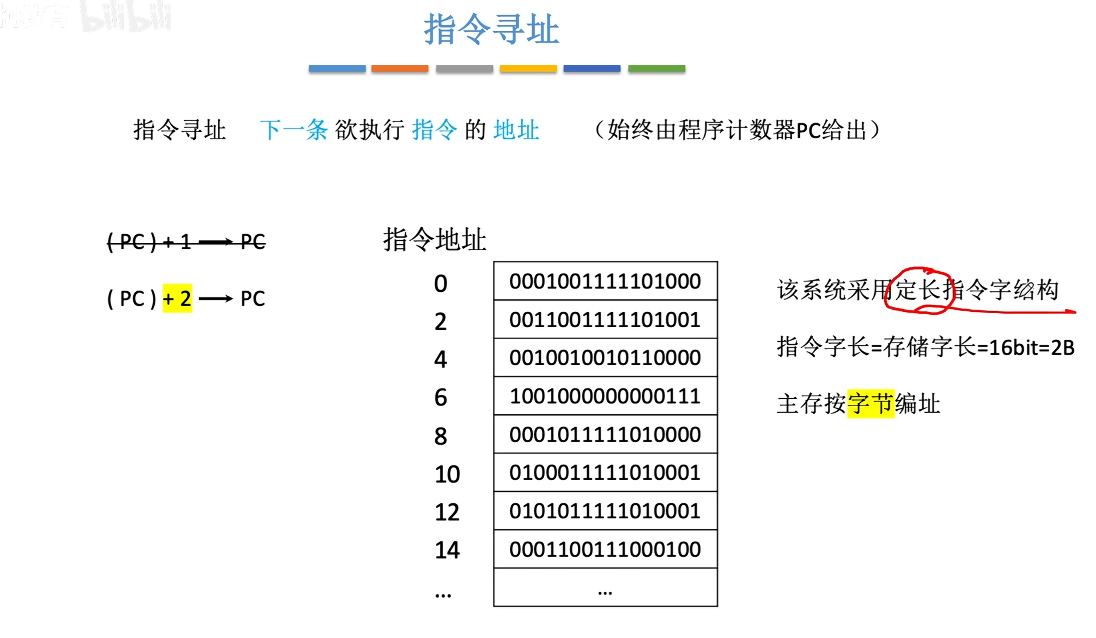 bilibili
指令寻址
指令寻址 下一条 欲执行 指令 的 地址 （始终由程序计数器PC给出）
( PC ) + 1 → PC
( PC ) + 2 → PC
指令地址
0 0001001111101000
2 0011001111101001
4 0010010010110000
6 1001000000000111
8 0001011111010000
10 0100011111010001
12 0101011111010001
14 0001100111000100
... ...
该系统采用定长指令字结构
指令字长=存储字长=16bit=2B
主存按字节编址